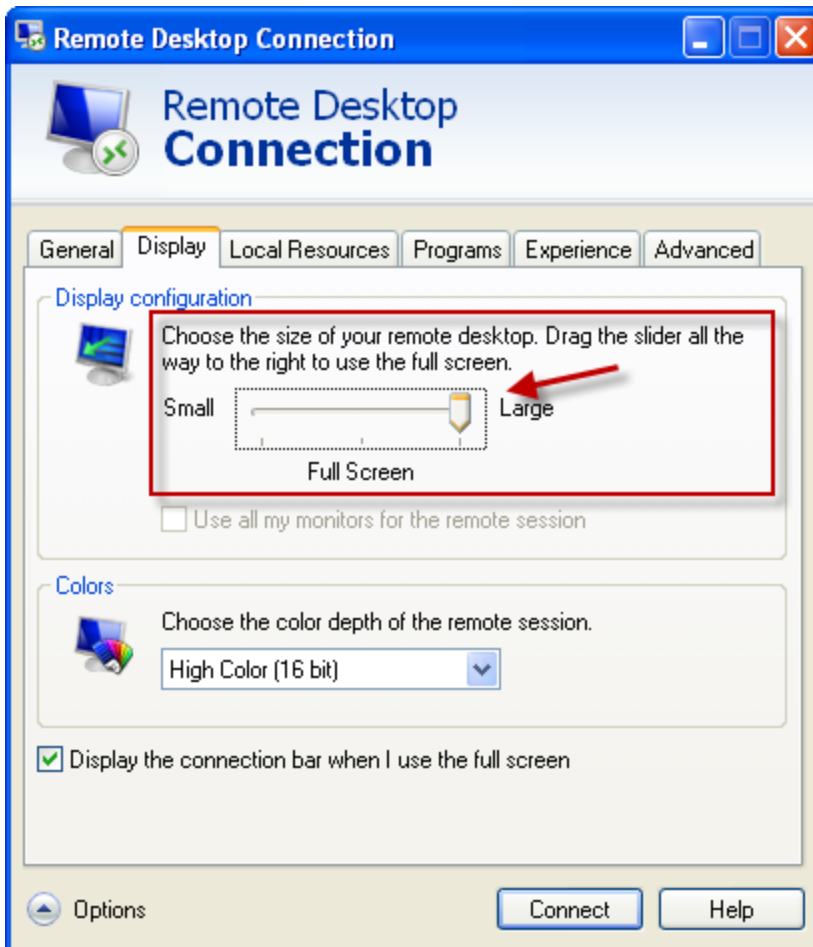 Remote Desktop Connection
Remote Desktop
Connection
General Display Local Resources Programs Experience Advanced
Display configuration
Choose the size of your remote desktop. Drag the slider all the
way to the right to use the full screen.
Small Large
Full Screen
Use all my monitors for the remote session
Colors
Choose the color depth of the remote session.
High Color (16 bit)
Display the connection bar when I use the full screen
Options Connect Help